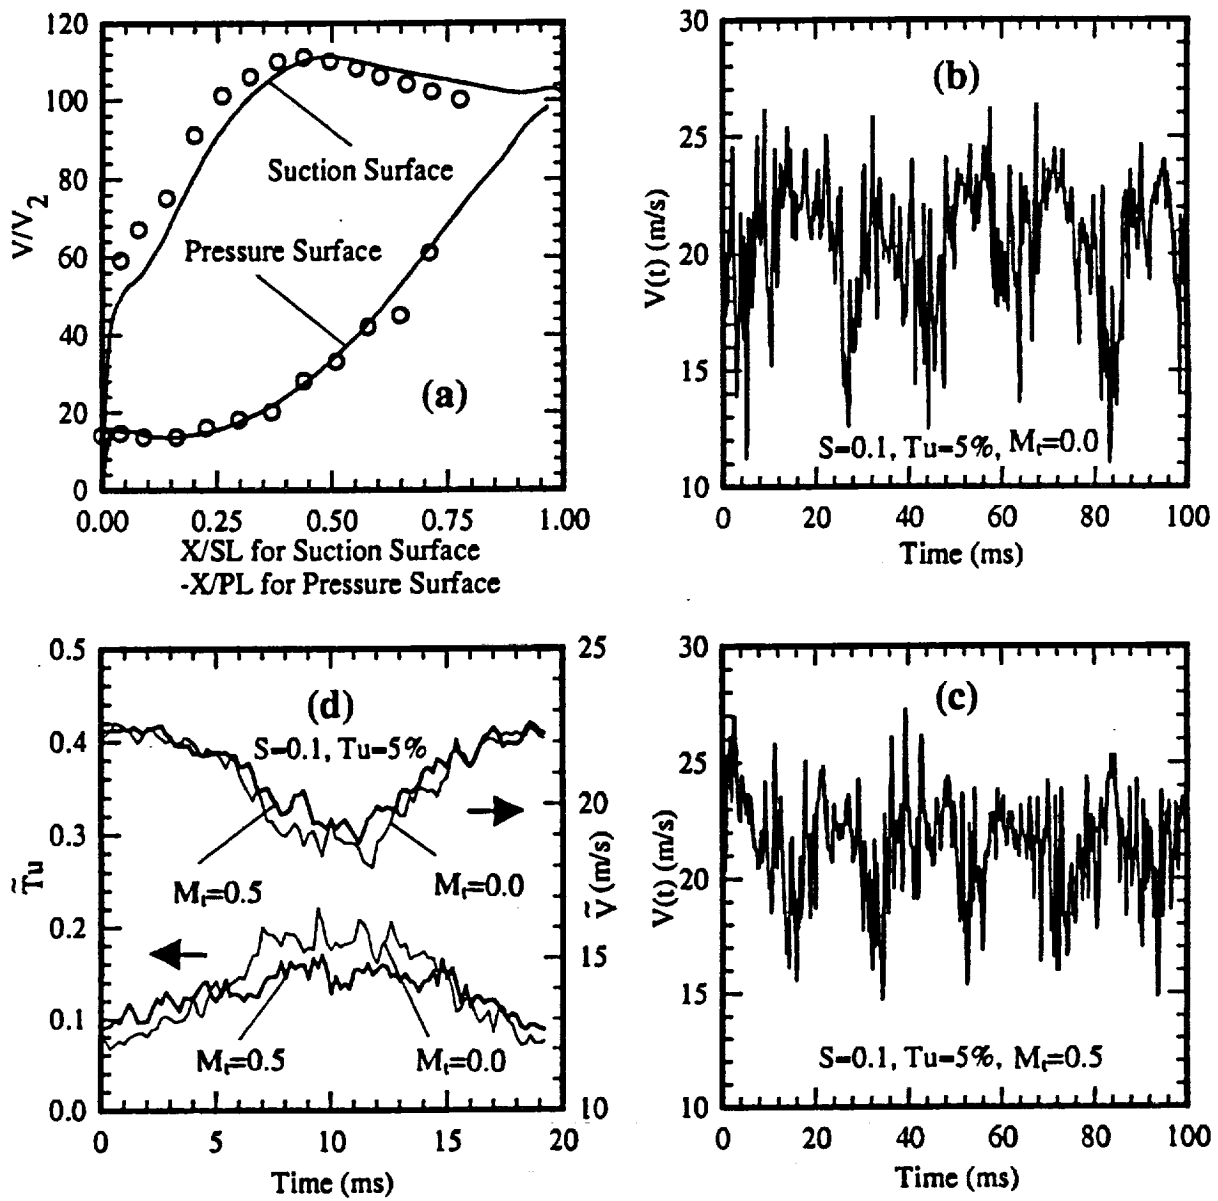 120
100
80
60
40
20
0
V/V2
(a)
Suction Surface
Pressure Surface
0.00 0.25 0.50 0.75 1.00
X/SL for Suction Surface
-X/PL for Pressure Surface
30
25
20
15
10
V(t) (m/s)
(b)
S=0.1, Tu=5%, Mt=0.0
0 20 40 60 80 100
Time (ms)
0.5
0.4
0.3
0.2
0.1
0.0
T̃u
(d)
S=0.1, Tu=5%
Mt=0.5
Mt=0.0
Mt=0.5
Mt=0.0
25
20
15
10
Ṽ (m/s)
0 5 10 15 20
Time (ms)
30
25
20
15
10
V(t) (m/s)
(c)
S=0.1, Tu=5%, Mt=0.5
0 20 40 60 80 100
Time (ms)